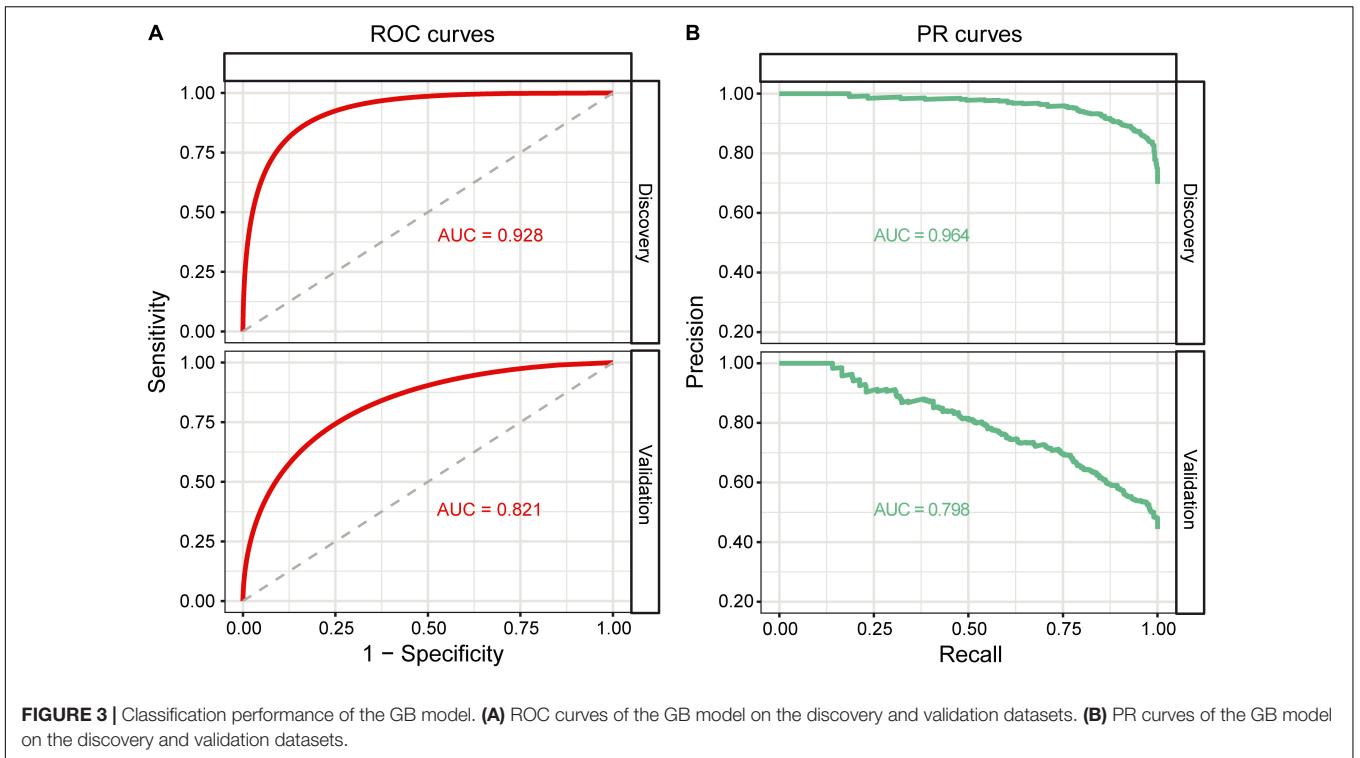 A
ROC curves
1.00
0.75
0.50
0.25
0.00
AUC = 0.928
Discovery
1.00
0.75
0.50
0.25
0.00
AUC = 0.821
Validation
Sensitivity
0.00 0.25 0.50 0.75 1.00
1 − Specificity
B
PR curves
1.00
0.80
0.60
0.40
0.20
AUC = 0.964
Discovery
1.00
0.80
0.60
0.40
0.20
AUC = 0.798
Validation
Precision
0.00 0.25 0.50 0.75 1.00
Recall
FIGURE 3 | Classification performance of the GB model. (A) ROC curves of the GB model on the discovery and validation datasets. (B) PR curves of the GB model
on the discovery and validation datasets.